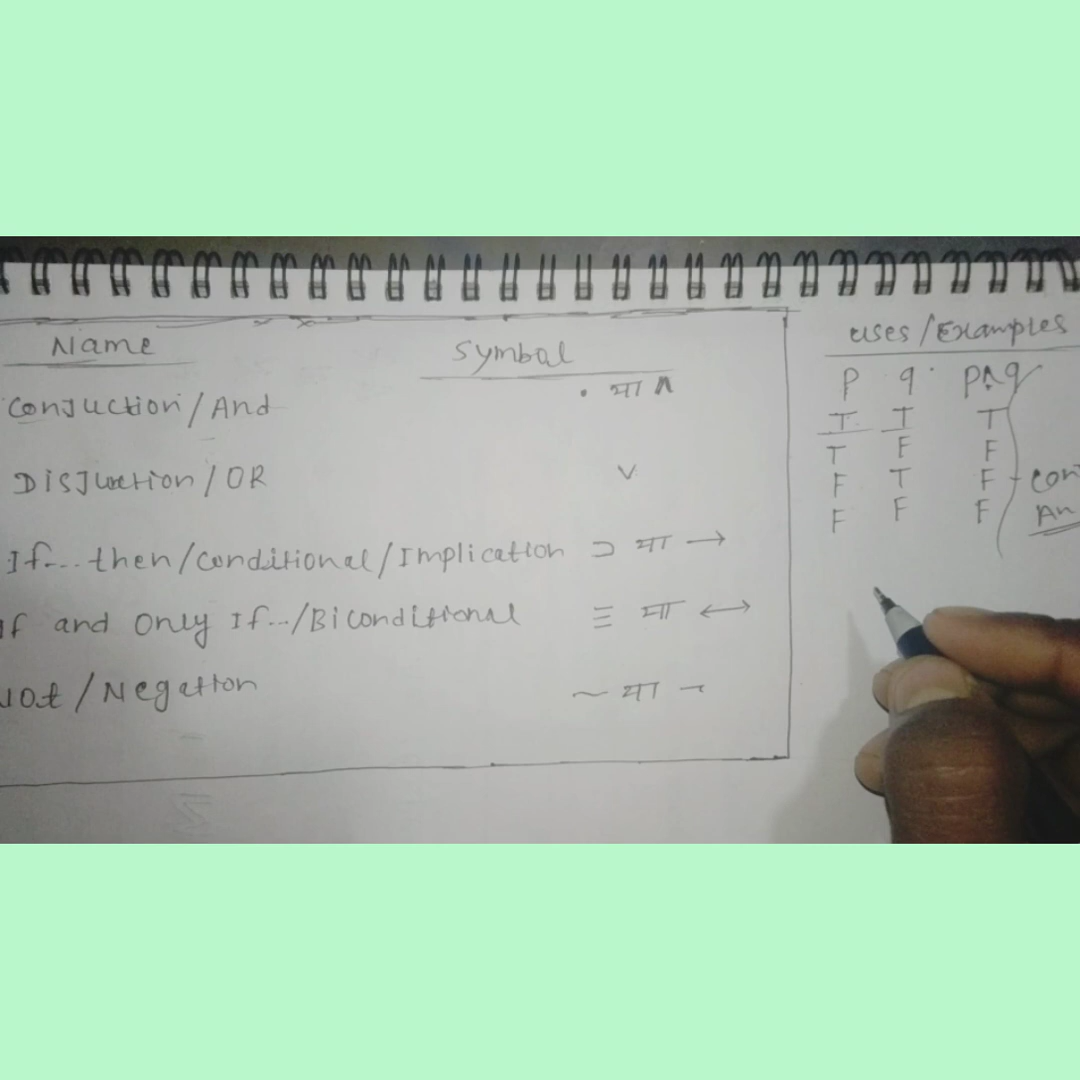 Name
Conjuction/And
Disjuction/OR
If....then/Conditional/Implication
If and Only If.../Biconditional
Not/Negation
Symbal
• या ∧
∨
⊃ या →
≡ या ↔
~ या ¬
uses/Examples
P q P∧q
T T T
T F F
F T F
F F F